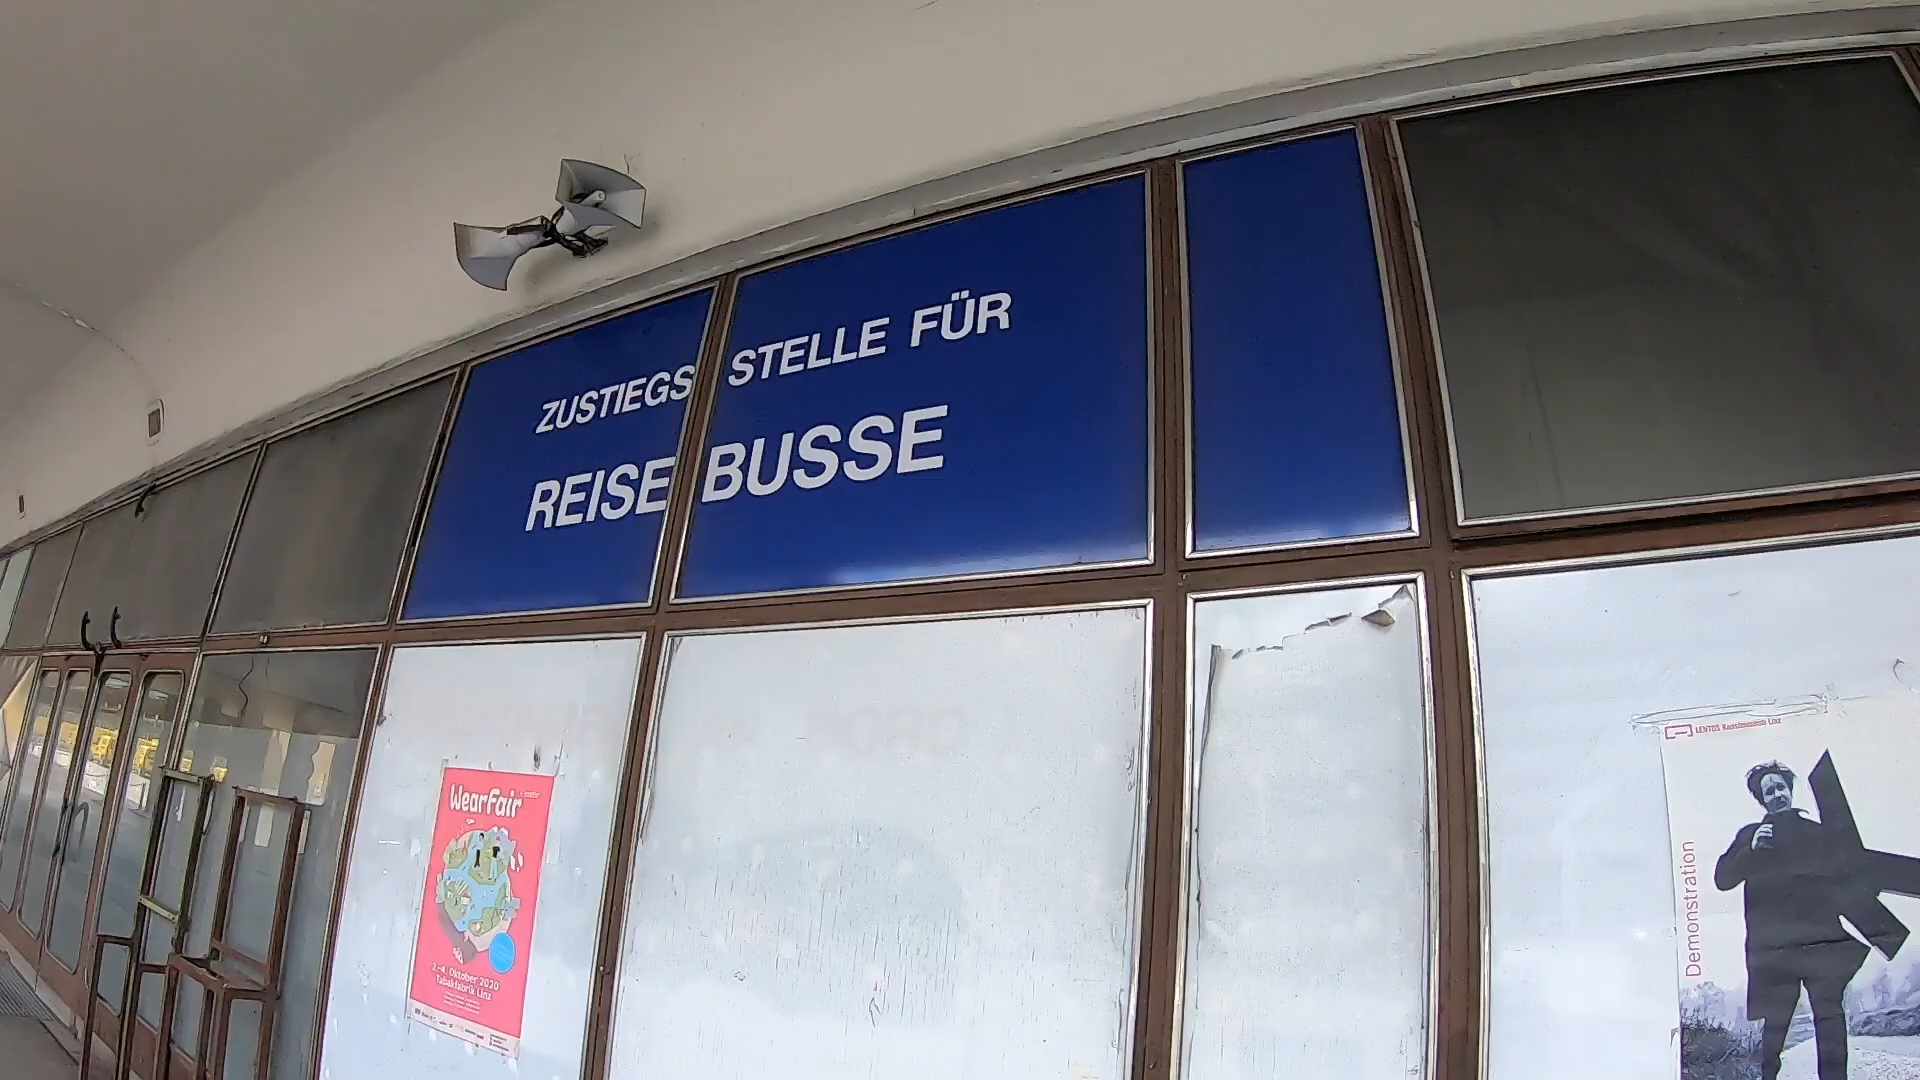 ZUSTIEGS STELLE FÜR
REISE BUSSE
WearFair
2.-4. Oktober 2020
Tabakfabrik Linz
LENTOS Kunstmuseum Linz
Demonstration